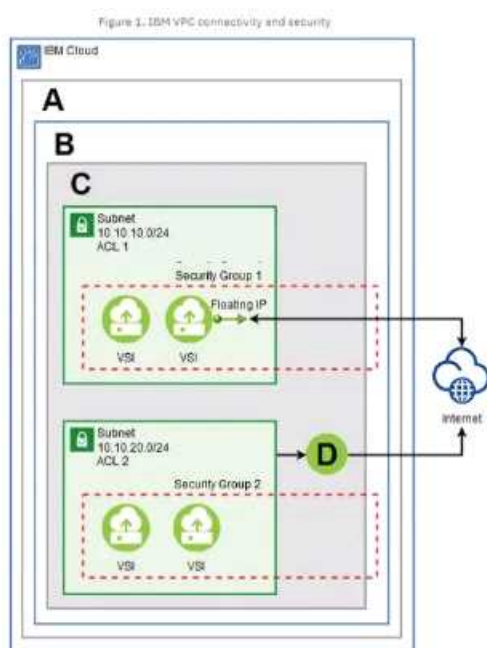 Figure 1. IBM VPC connectivity and security
IBM Cloud
A
B
C
Subnet
10.10.10.0/24
ACL 1
Security Group 1
Floating IP
VSI
VSI
Internet
Subnet
10.10.20.0/24
ACL 2
D
Security Group 2
VSI
VSI